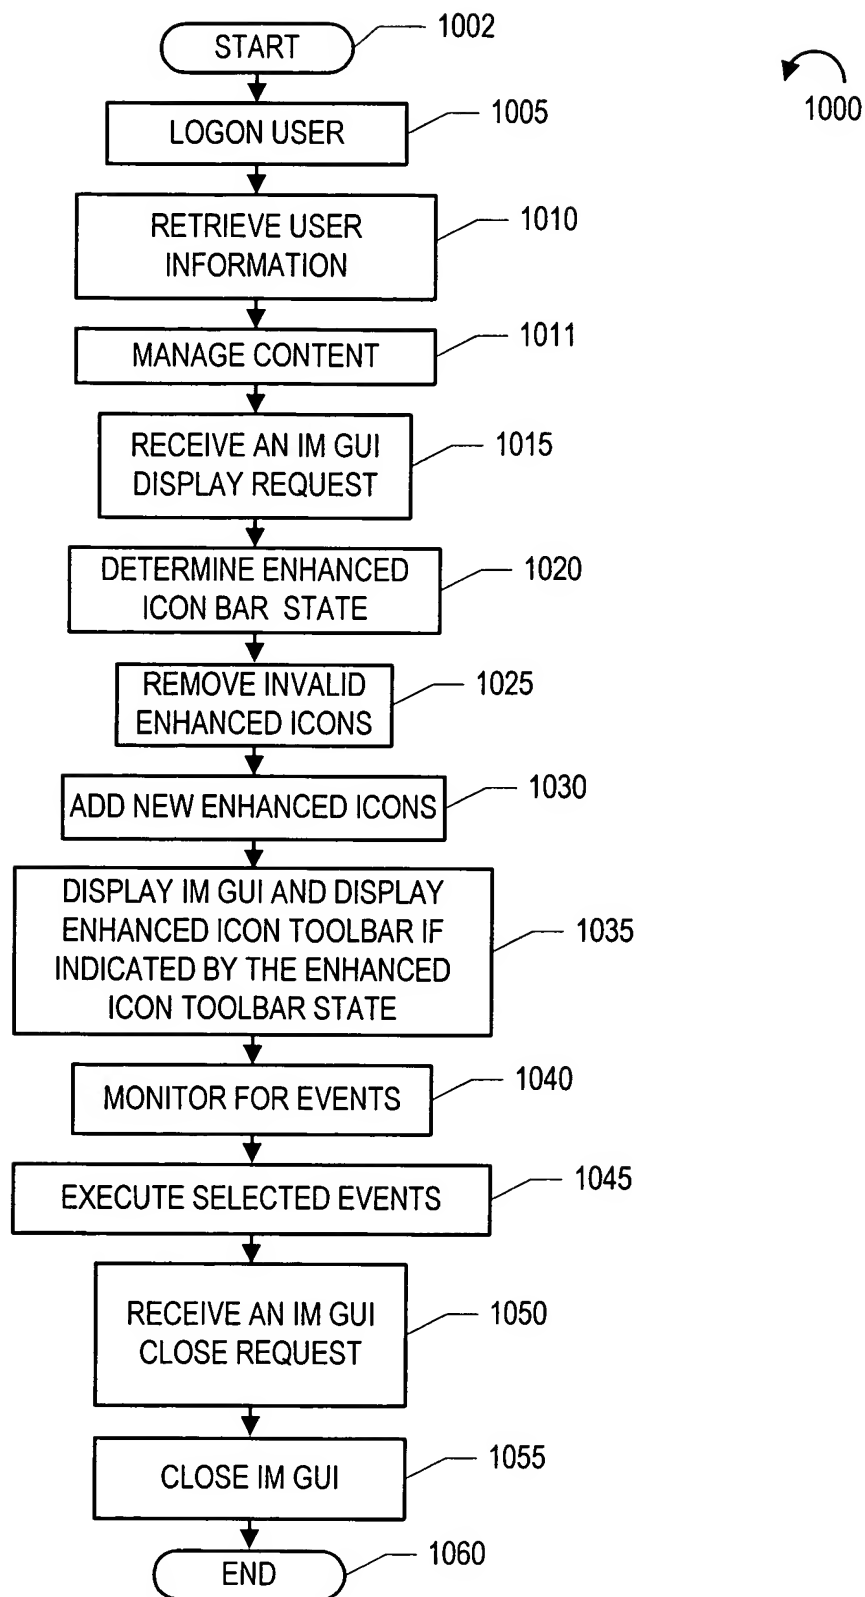 START
1002
1000
LOGON USER
1005
RETRIEVE USER
INFORMATION
1010
MANAGE CONTENT
1011
RECEIVE AN IM GUI
DISPLAY REQUEST
1015
DETERMINE ENHANCED
ICON BAR STATE
1020
REMOVE INVALID
ENHANCED ICONS
1025
ADD NEW ENHANCED ICONS
1030
DISPLAY IM GUI AND DISPLAY
ENHANCED ICON TOOLBAR IF
INDICATED BY THE ENHANCED
ICON TOOLBAR STATE
1035
MONITOR FOR EVENTS
1040
EXECUTE SELECTED EVENTS
1045
RECEIVE AN IM GUI
CLOSE REQUEST
1050
CLOSE IM GUI
1055
END
1060